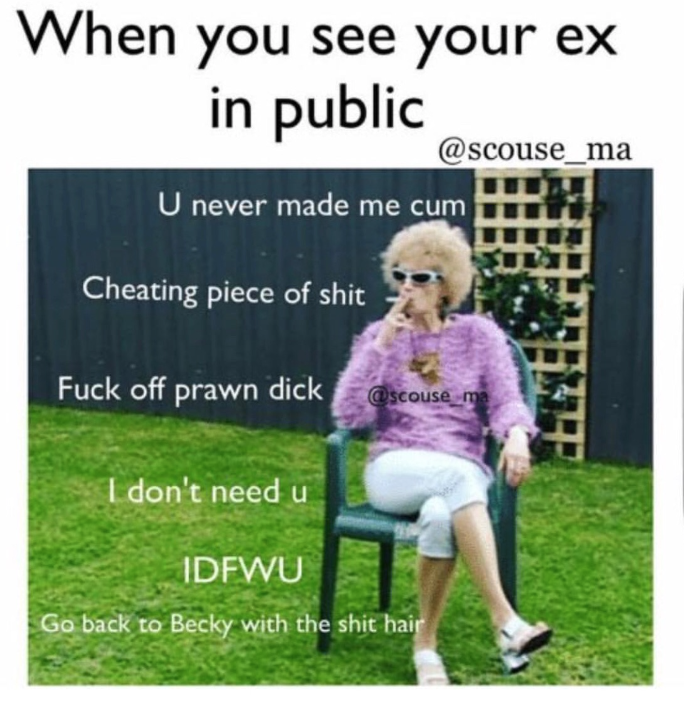 When you see your ex
in public
@scouse_ma
U never made me cum
Cheating piece of shit
Fuck off prawn dick
@scouse_ma
I don't need u
IDFWU
Go back to Becky with the shit hair